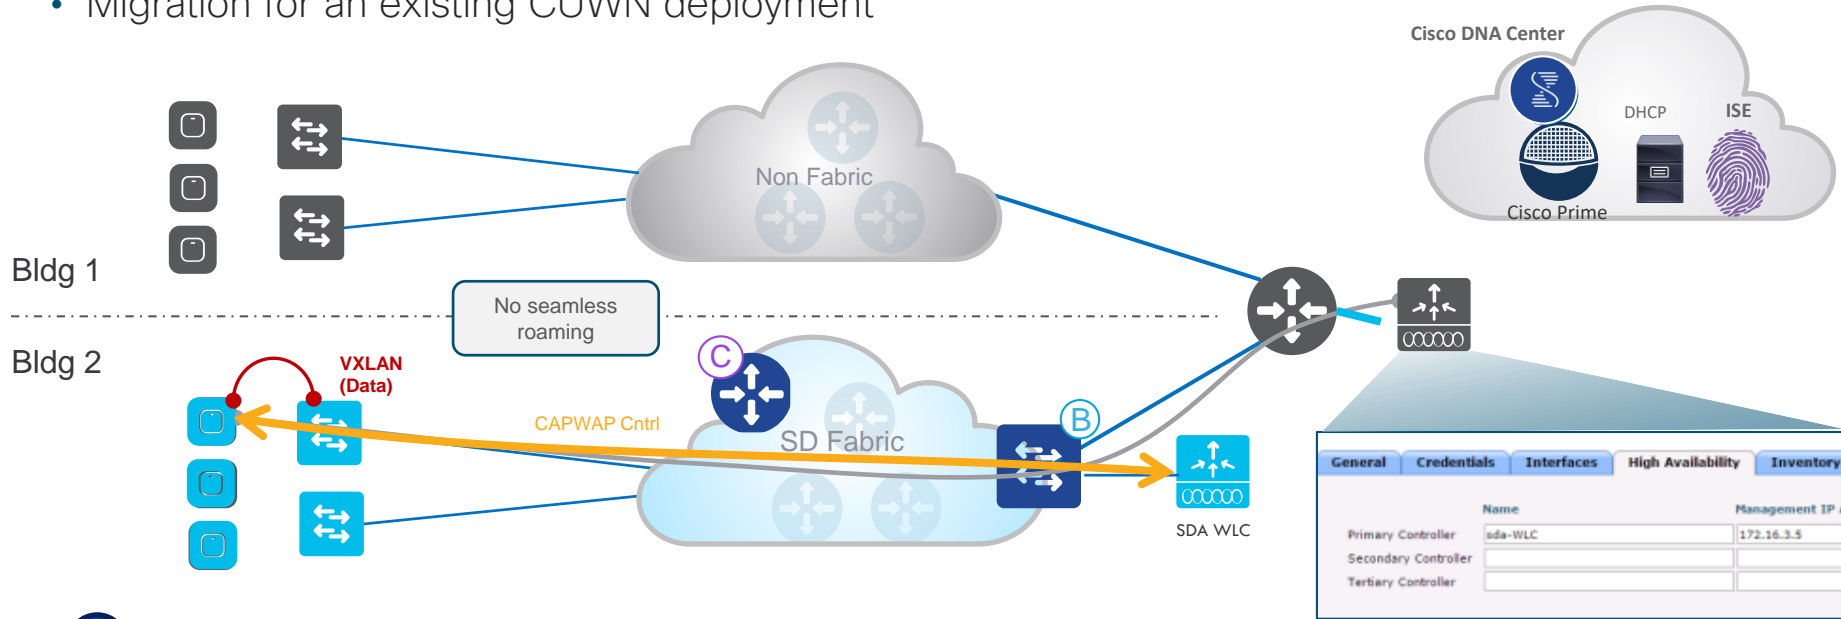 • Migration for an existing CUWN deployment
Cisco DNA Center
DHCP
ISE
Cisco Prime
Non Fabric
Bldg 1
No seamless
roaming
Bldg 2
VXLAN
(Data)
C
CAPWAP Cntrl
SD Fabric
B
SDA WLC
General Credentials Interfaces High Availability Inventory
Name Management IP
Primary Controller sda-WLC 172.16.3.5
Secondary Controller
Tertiary Controller